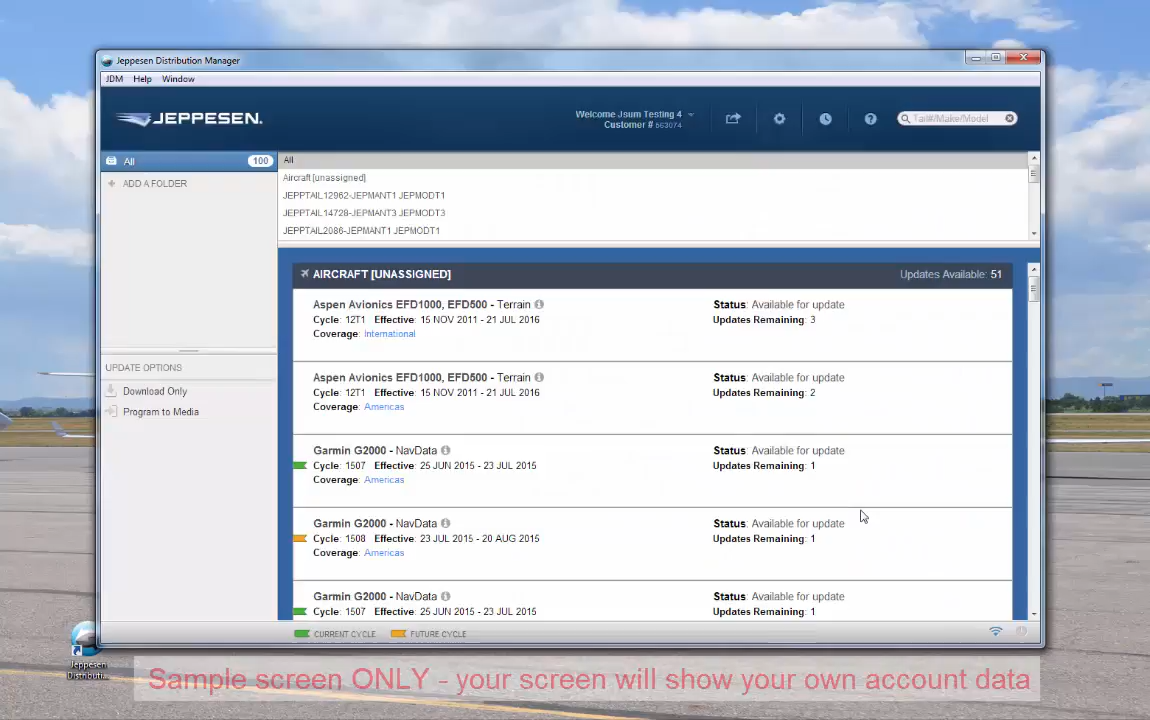 Jeppesen Distribution Manager
JDM Help Window
JEPPESEN.
Welcome Jsum Testing 4
Customer # 563074
Tail#/Make/Model
All 100
ADD A FOLDER
All
Aircraft [unassigned]
JEPPTAIL12962-JEPMANT1 JEPMODT1
JEPPTAIL14728-JEPMANT3 JEPMODT3
JEPPTAIL2086-JEPMANT1 JEPMODT1
UPDATE OPTIONS
Download Only
Program to Media
AIRCRAFT [UNASSIGNED] Updates Available: 51
Aspen Avionics EFD1000, EFD500 - Terrain Status: Available for update
Cycle: 12T1 Effective: 15 NOV 2011 - 21 JUL 2016 Updates Remaining: 3
Coverage: International
Aspen Avionics EFD1000, EFD500 - Terrain Status: Available for update
Cycle: 12T1 Effective: 15 NOV 2011 - 21 JUL 2016 Updates Remaining: 2
Coverage: Americas
Garmin G2000 - NavData Status: Available for update
Cycle: 1507 Effective: 25 JUN 2015 - 23 JUL 2015 Updates Remaining: 1
Coverage: Americas
Garmin G2000 - NavData Status: Available for update
Cycle: 1508 Effective: 23 JUL 2015 - 20 AUG 2015 Updates Remaining: 1
Coverage: Americas
Garmin G2000 - NavData Status: Available for update
Cycle: 1507 Effective: 25 JUN 2015 - 23 JUL 2015 Updates Remaining: 1
CURRENT CYCLE FUTURE CYCLE
Jeppesen
Distributi...
Sample screen ONLY - your screen will show your own account data